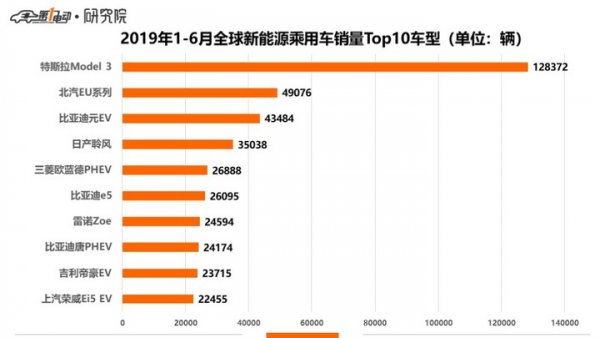 第1电动·研究院
2019年1-6月全球新能源乘用车销量Top10车型（单位：辆）
特斯拉Model 3 128372
北汽EU系列 49076
比亚迪元EV 43484
日产聆风 35038
三菱欧蓝德PHEV 26888
比亚迪e5 26095
雷诺Zoe 24594
比亚迪唐PHEV 24174
吉利帝豪EV 23715
上汽荣威Ei5 EV 22455
0 20000 40000 60000 80000 100000 120000 140000